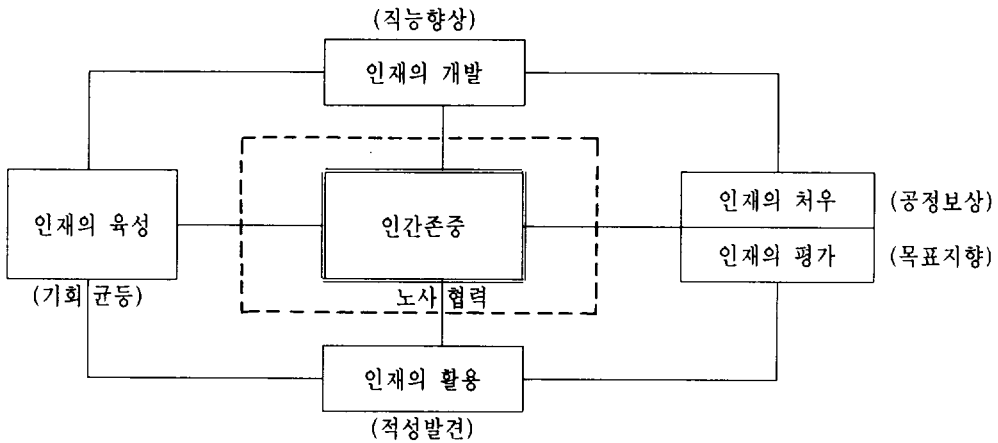 (직능향상)
인재의 개발
인재의 육성
(기회 균등)
인간존중
노사 협력
인재의 처우 (공정보상)
인재의 평가 (목표지향)
인재의 활용
(적성발견)